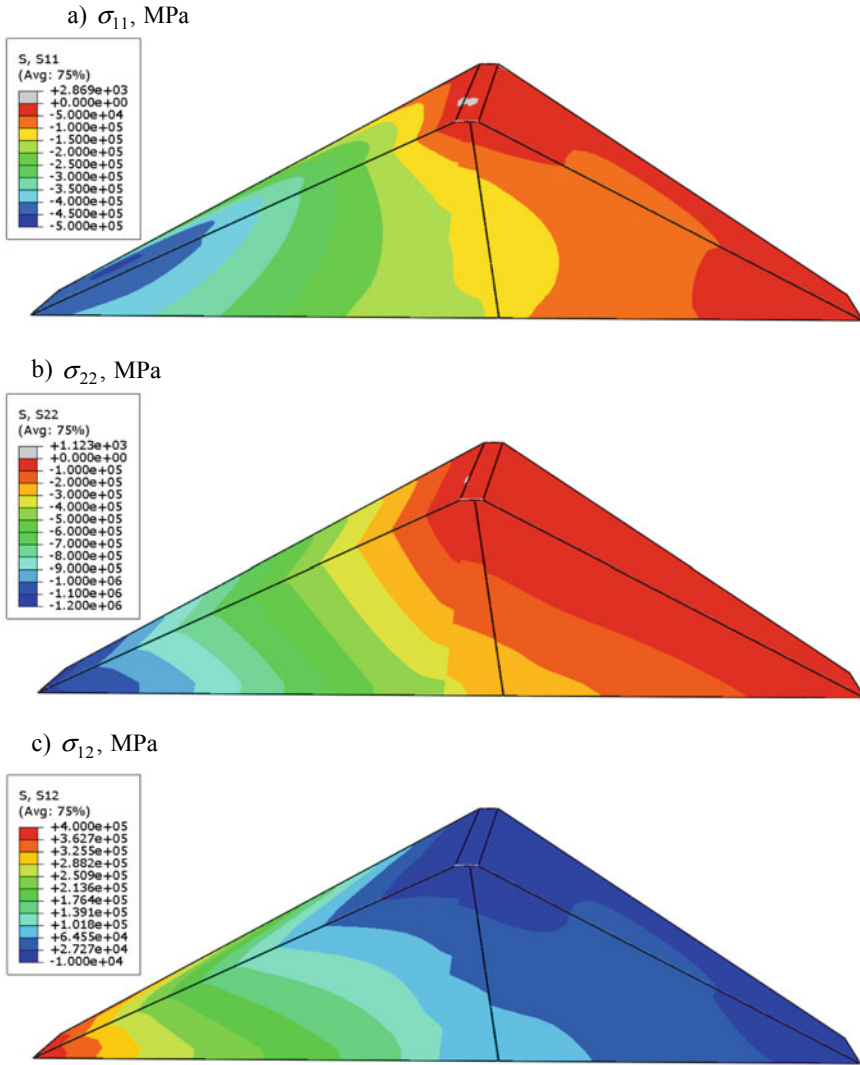 a) σ₁₁, MPa
S, S11
(Avg: 75%)
+2.869e+03
+0.000e+00
-5.000e+04
-1.000e+05
-1.500e+05
-2.000e+05
-2.500e+05
-3.000e+05
-3.500e+05
-4.000e+05
-4.500e+05
-5.000e+05
b) σ₂₂, MPa
S, S22
(Avg: 75%)
+1.123e+03
+0.000e+00
-1.000e+05
-2.000e+05
-3.000e+05
-4.000e+05
-5.000e+05
-6.000e+05
-7.000e+05
-8.000e+05
-9.000e+05
-1.000e+06
-1.100e+06
-1.200e+06
c) σ₁₂, MPa
S, S12
(Avg: 75%)
+4.000e+05
+3.627e+05
+3.255e+05
+2.882e+05
+2.509e+05
+2.136e+05
+1.764e+05
+1.391e+05
+1.018e+05
+6.455e+04
+2.727e+04
-1.000e+04